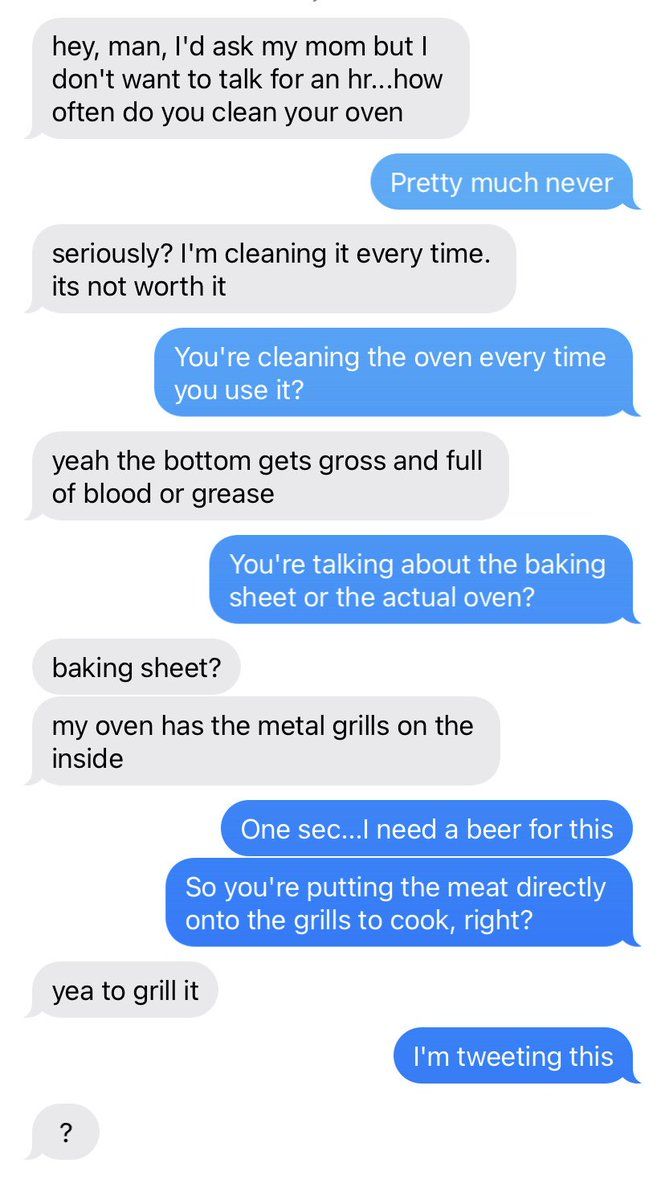 hey, man, I'd ask my mom but I
don't want to talk for an hr...how
often do you clean your oven
Pretty much never
seriously? I'm cleaning it every time.
its not worth it
You're cleaning the oven every time
you use it?
yeah the bottom gets gross and full
of blood or grease
You're talking about the baking
sheet or the actual oven?
baking sheet?
my oven has the metal grills on the
inside
One sec...I need a beer for this
So you're putting the meat directly
onto the grills to cook, right?
yea to grill it
I'm tweeting this
?